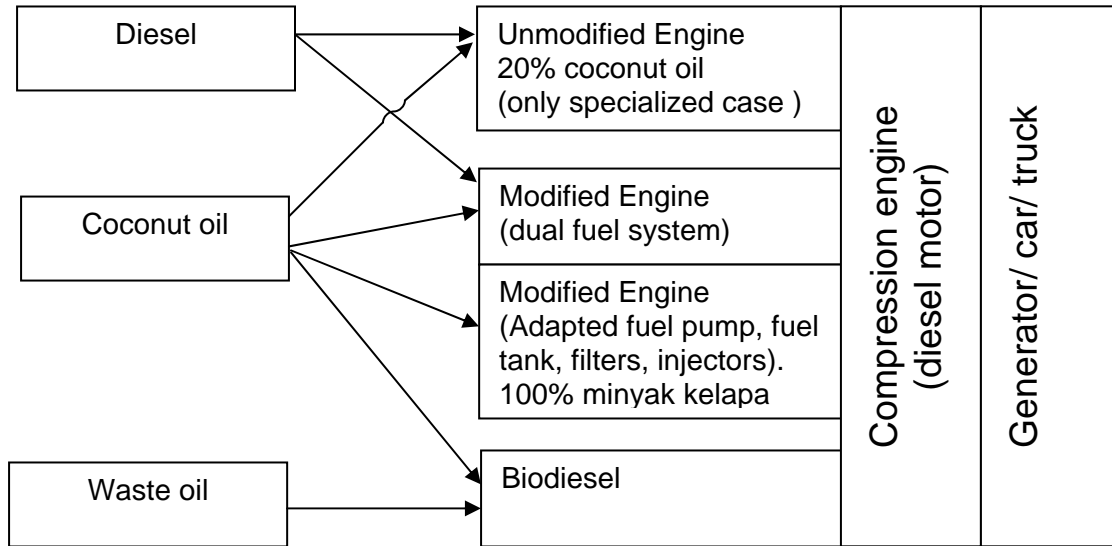 Diesel
Coconut oil
Waste oil
Unmodified Engine
20% coconut oil
(only specialized case )
Modified Engine
(dual fuel system)
Modified Engine
(Adapted fuel pump, fuel
tank, filters, injectors).
100% minyak kelapa
Biodiesel
Compression engine
(diesel motor)
Generator/ car/ truck